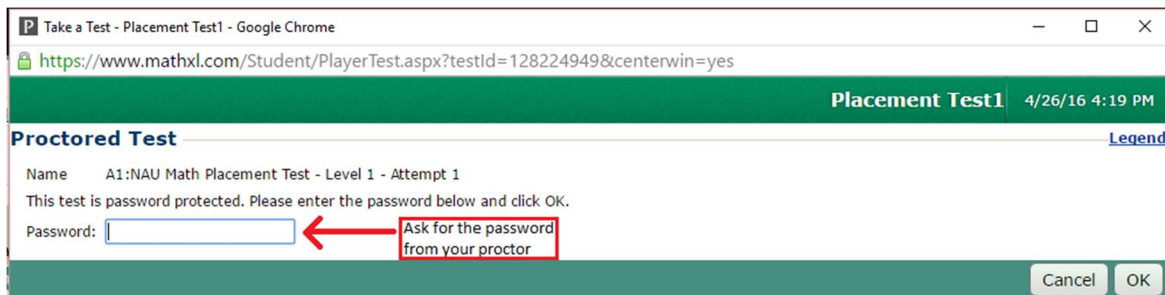 Take a Test - Placement Test1 - Google Chrome
https://www.mathxl.com/Student/PlayerTest.aspx?testId=128224949&centerwin=yes
Placement Test1 4/26/16 4:19 PM
Proctored Test
Legend
Name A1:NAU Math Placement Test - Level 1 - Attempt 1
This test is password protected. Please enter the password below and click OK.
Password:
Ask for the password
from your proctor
Cancel OK